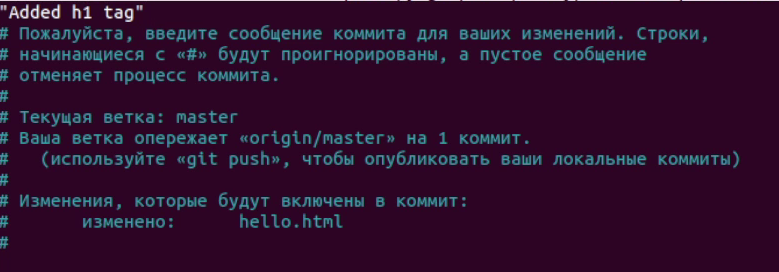 "Added h1 tag"
# Пожалуйста, введите сообщение коммита для ваших изменений. Строки,
# начинающиеся с «#» будут проигнорированы, а пустое сообщение
# отменяет процесс коммита.
#
# Текущая ветка: master
# Ваша ветка опережает «origin/master» на 1 коммит.
#   (используйте «git push», чтобы опубликовать ваши локальные коммиты)
#
# Изменения, которые будут включены в коммит:
#       изменено:      hello.html
#